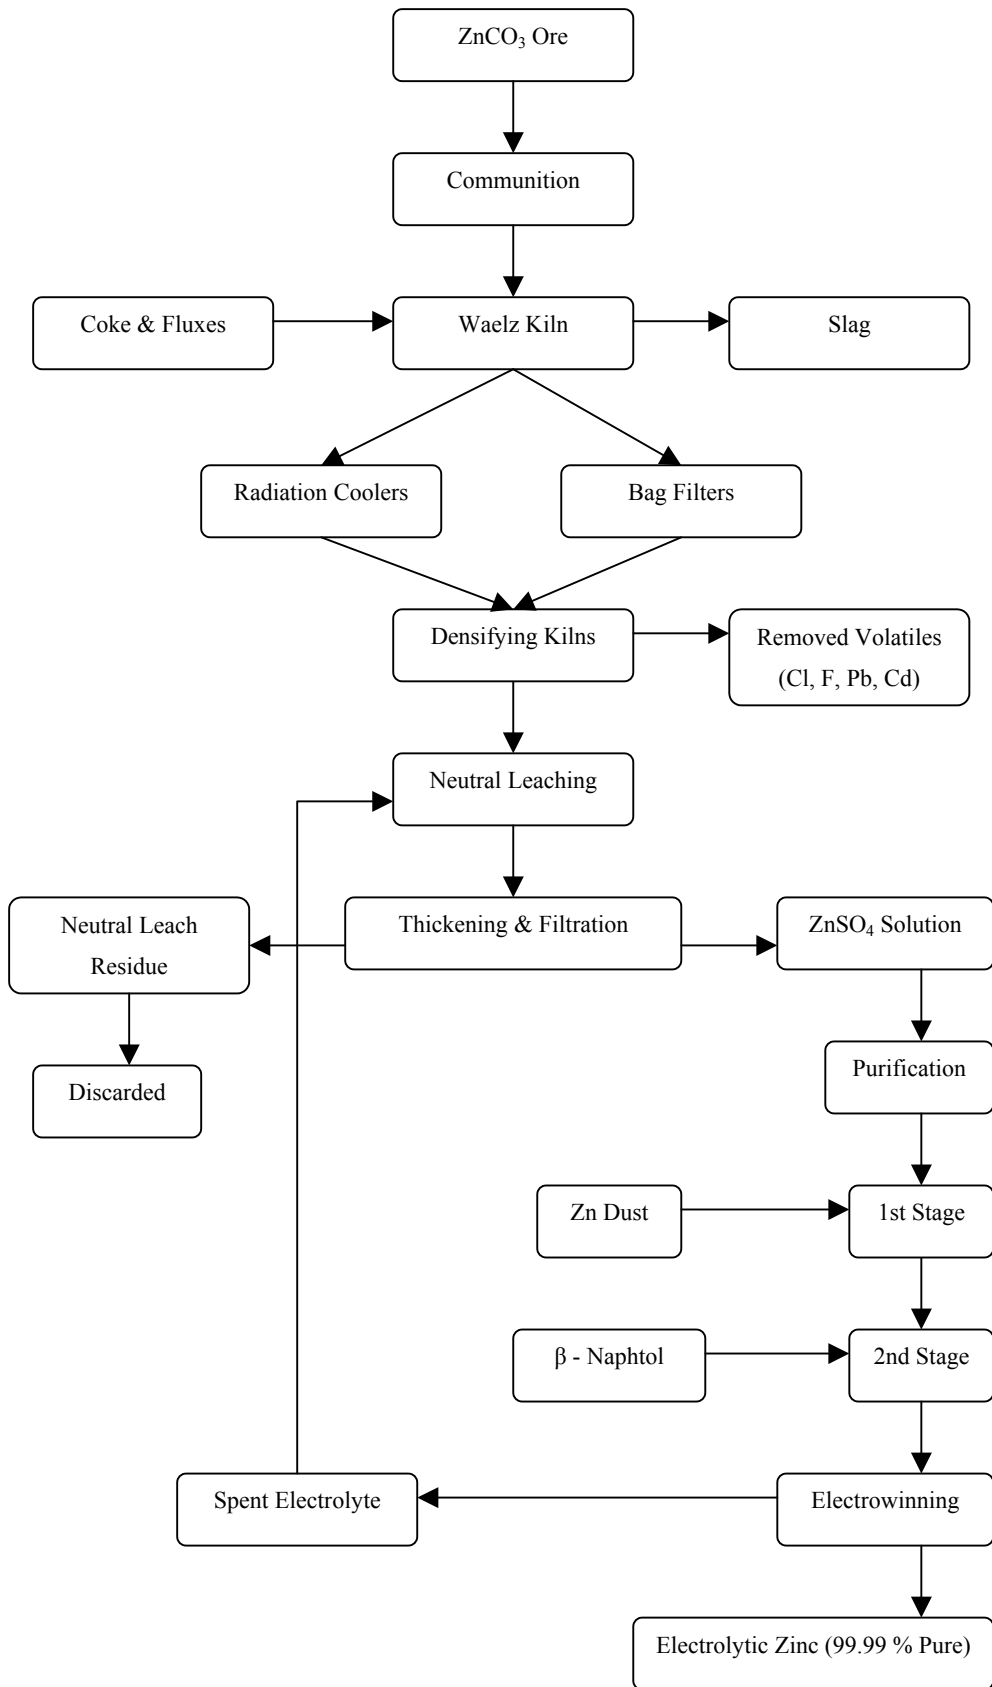 ZnCO₃ Ore
Communition
Coke & Fluxes
Waelz Kiln
Slag
Radiation Coolers
Bag Filters
Densifying Kilns
Removed Volatiles
(Cl, F, Pb, Cd)
Neutral Leaching
Neutral Leach
Residue
Thickening & Filtration
ZnSO₄ Solution
Discarded
Purification
Zn Dust
1st Stage
β - Naphtol
2nd Stage
Spent Electrolyte
Electrowinning
Electrolytic Zinc (99.99 % Pure)